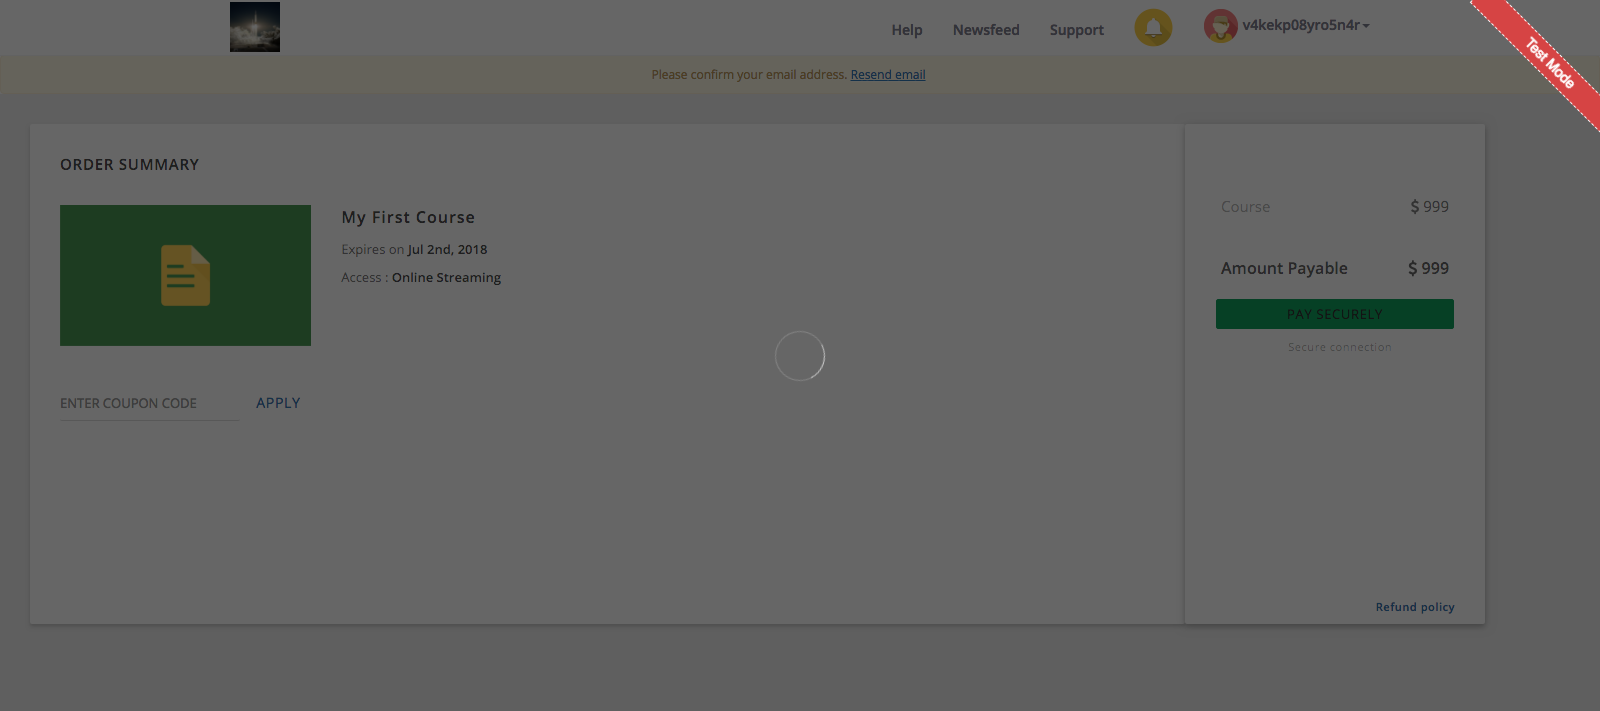 Help Newsfeed Support v4kekp08yro5n4r
Test Mode
Please confirm your email address. Resend email
ORDER SUMMARY
My First Course
Expires on Jul 2nd, 2018
Access : Online Streaming
ENTER COUPON CODE APPLY
Course $ 999
Amount Payable $ 999
PAY SECURELY
Secure connection
Refund policy